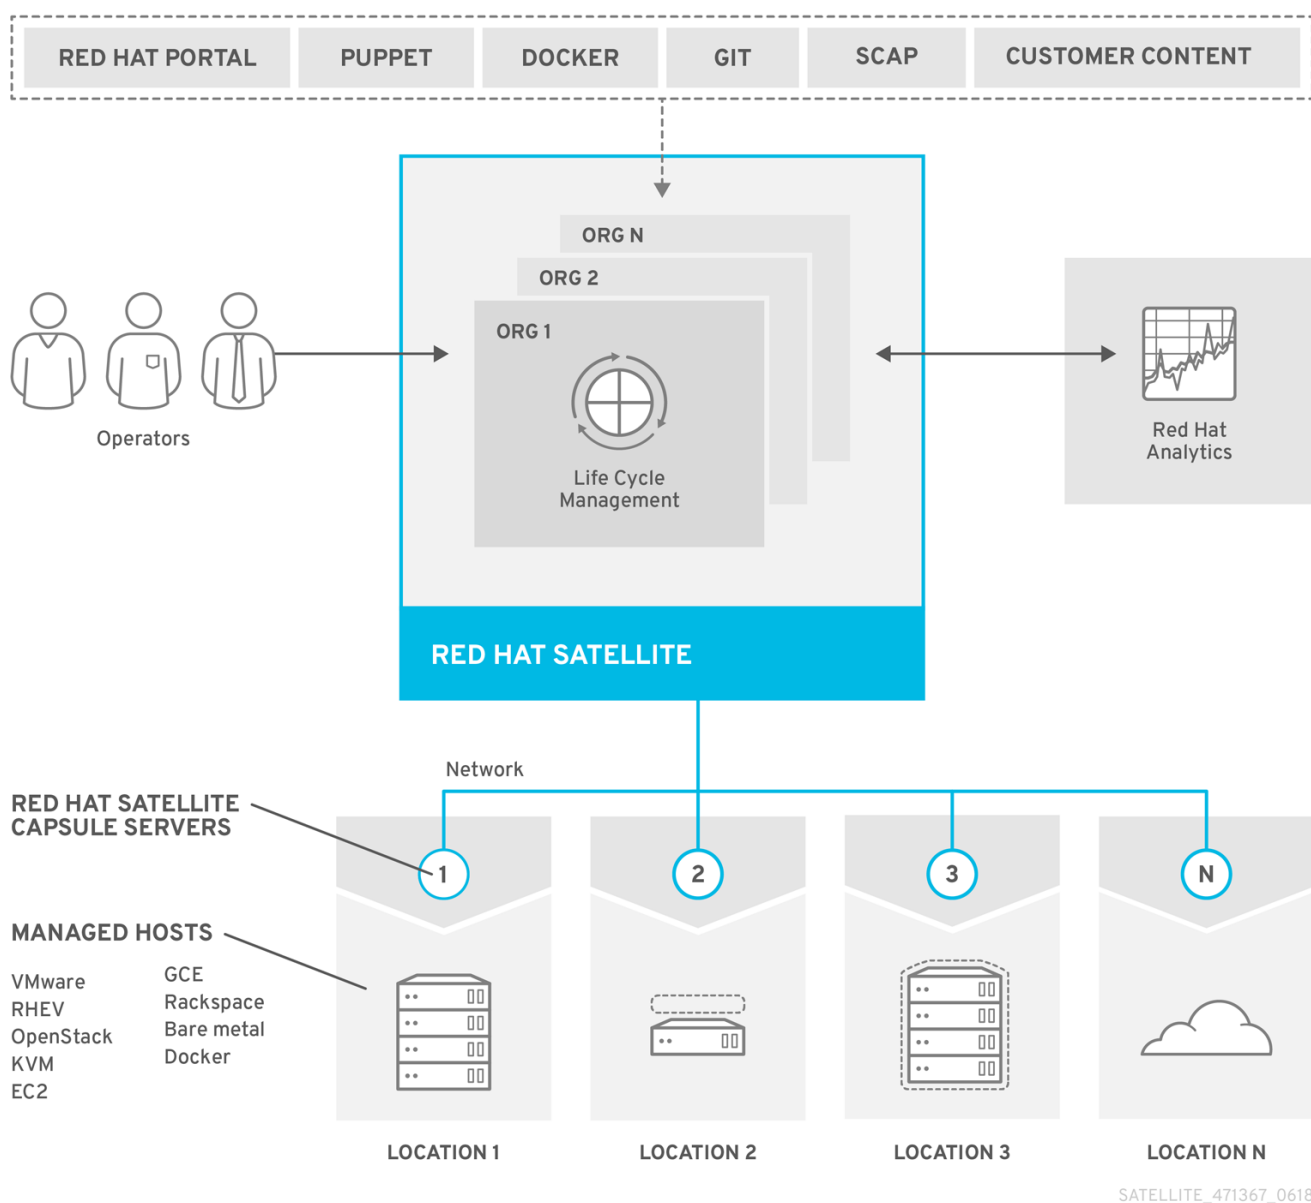 RED HAT PORTAL
PUPPET
DOCKER
GIT
SCAP
CUSTOMER CONTENT
ORG N
ORG 2
ORG 1
Life Cycle
Management
Operators
Red Hat
Analytics
RED HAT SATELLITE
Network
RED HAT SATELLITE
CAPSULE SERVERS
1
2
3
N
MANAGED HOSTS
VMware
RHEV
OpenStack
KVM
EC2
GCE
Rackspace
Bare metal
Docker
LOCATION 1
LOCATION 2
LOCATION 3
LOCATION N
SATELLITE_471367_0618